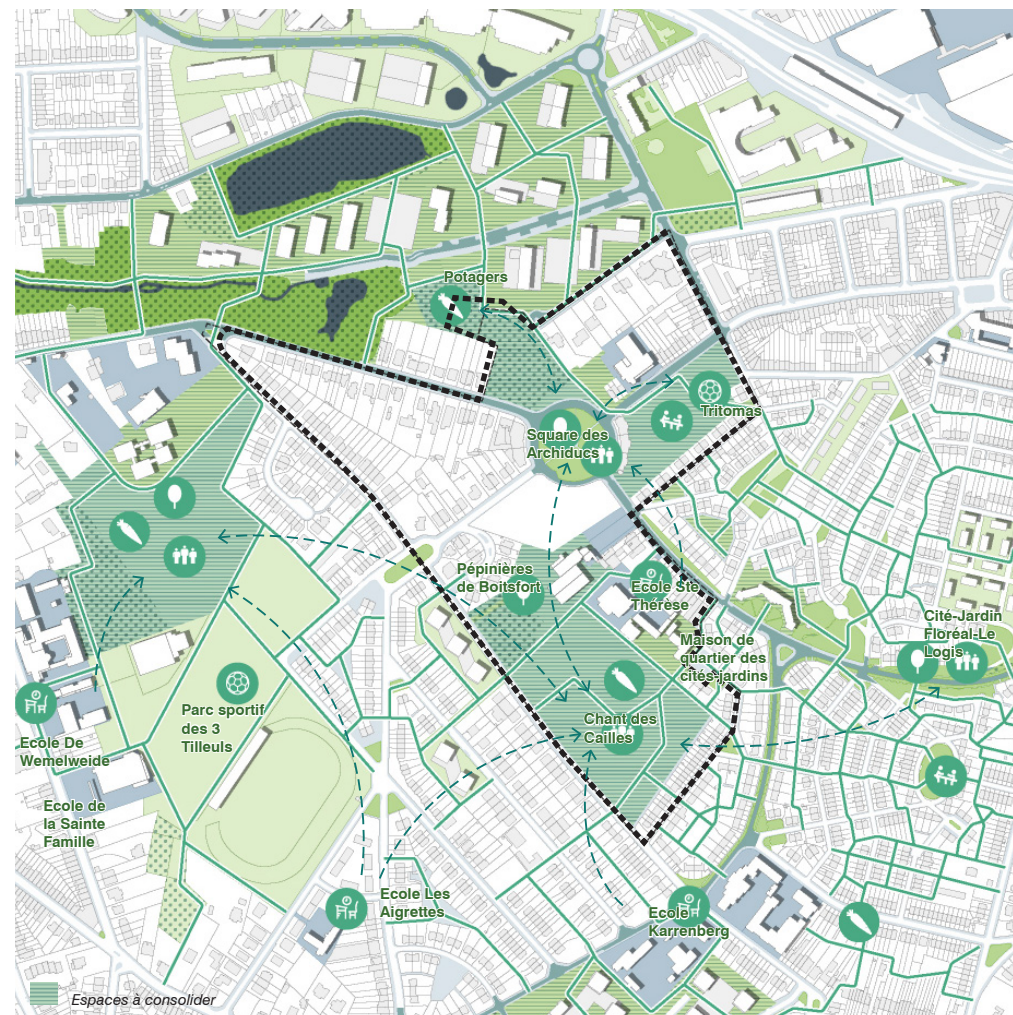 Potagers
Tritomas
Square des
Archiducs
Pépinières
de Boitsfort
Ecole Ste
Thérèse
Cité-Jardin
Floréal-Le
Logis
Maison de
quartier des
cités-jardins
Parc sportif
des 3
Tilleuls
Chant des
Cailles
Ecole De
Wemelweide
Ecole de
la Sainte
Famille
Ecole Les
Aigrettes
Ecole
Karrenberg
Espaces à consolider